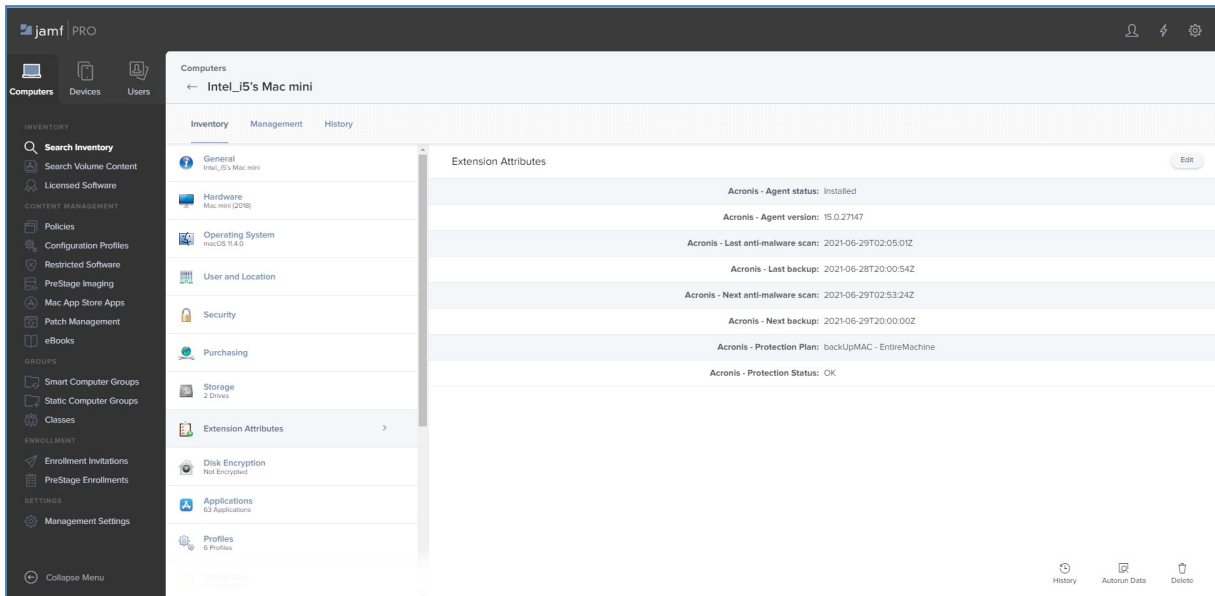 jamf PRO
Computers
Devices
Users
INVENTORY
Search Inventory
Search Volume Content
Licensed Software
CONTENT MANAGEMENT
Policies
Configuration Profiles
Restricted Software
PreStage Imaging
Mac App Store Apps
Patch Management
eBooks
GROUPS
Smart Computer Groups
Static Computer Groups
Classes
ENROLLMENT
Enrollment Invitations
PreStage Enrollments
SETTINGS
Management Settings
Collapse Menu
Computers
← Intel_i5's Mac mini
Inventory Management History
General
Intel_i5's Mac mini
Hardware
Mac mini (2018)
Operating System
macOS 11.4.0
User and Location
Security
Purchasing
Storage
2 Drives
Extension Attributes
Disk Encryption
Not Encrypted
Applications
63 Applications
Profiles
6 Profiles
Extension Attributes
Edit
Acronis - Agent status: Installed
Acronis - Agent version: 15.0.27147
Acronis - Last anti-malware scan: 2021-06-29T02:05:01Z
Acronis - Last backup: 2021-06-28T20:00:54Z
Acronis - Next anti-malware scan: 2021-06-29T02:53:24Z
Acronis - Next backup: 2021-06-29T20:00:00Z
Acronis - Protection Plan: backUpMAC - EntireMachine
Acronis - Protection Status: OK
History
Autorun Data
Delete